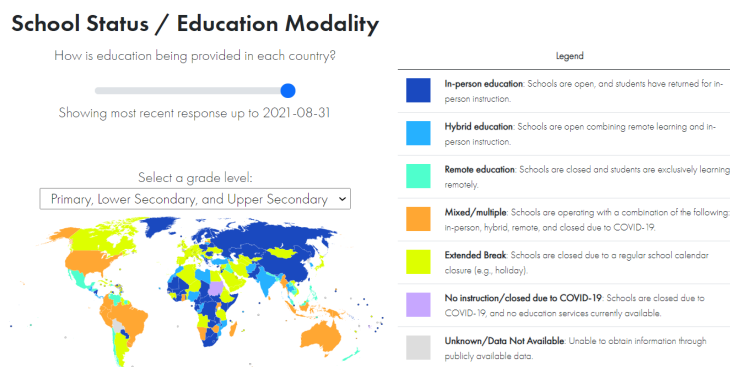 School Status / Education Modality
How is education being provided in each country?
Showing most recent response up to 2021-08-31
Select a grade level:
Primary, Lower Secondary, and Upper Secondary
Legend
In-person education: Schools are open, and students have returned for in-
person instruction.
Hybrid education: Schools are open combining remote learning and in-
person instruction.
Remote education: Schools are closed and students are exclusively learning
remotely.
Mixed/multiple: Schools are operating with a combination of the following:
in-person, hybrid, remote, and closed due to COVID-19.
Extended Break: Schools are closed due to a regular school calendar
closure (e.g., holiday).
No instruction/closed due to COVID-19: Schools are closed due to
COVID-19, and no education services currently available.
Unknown/Data Not Available: Unable to obtain information through
publicly available data.